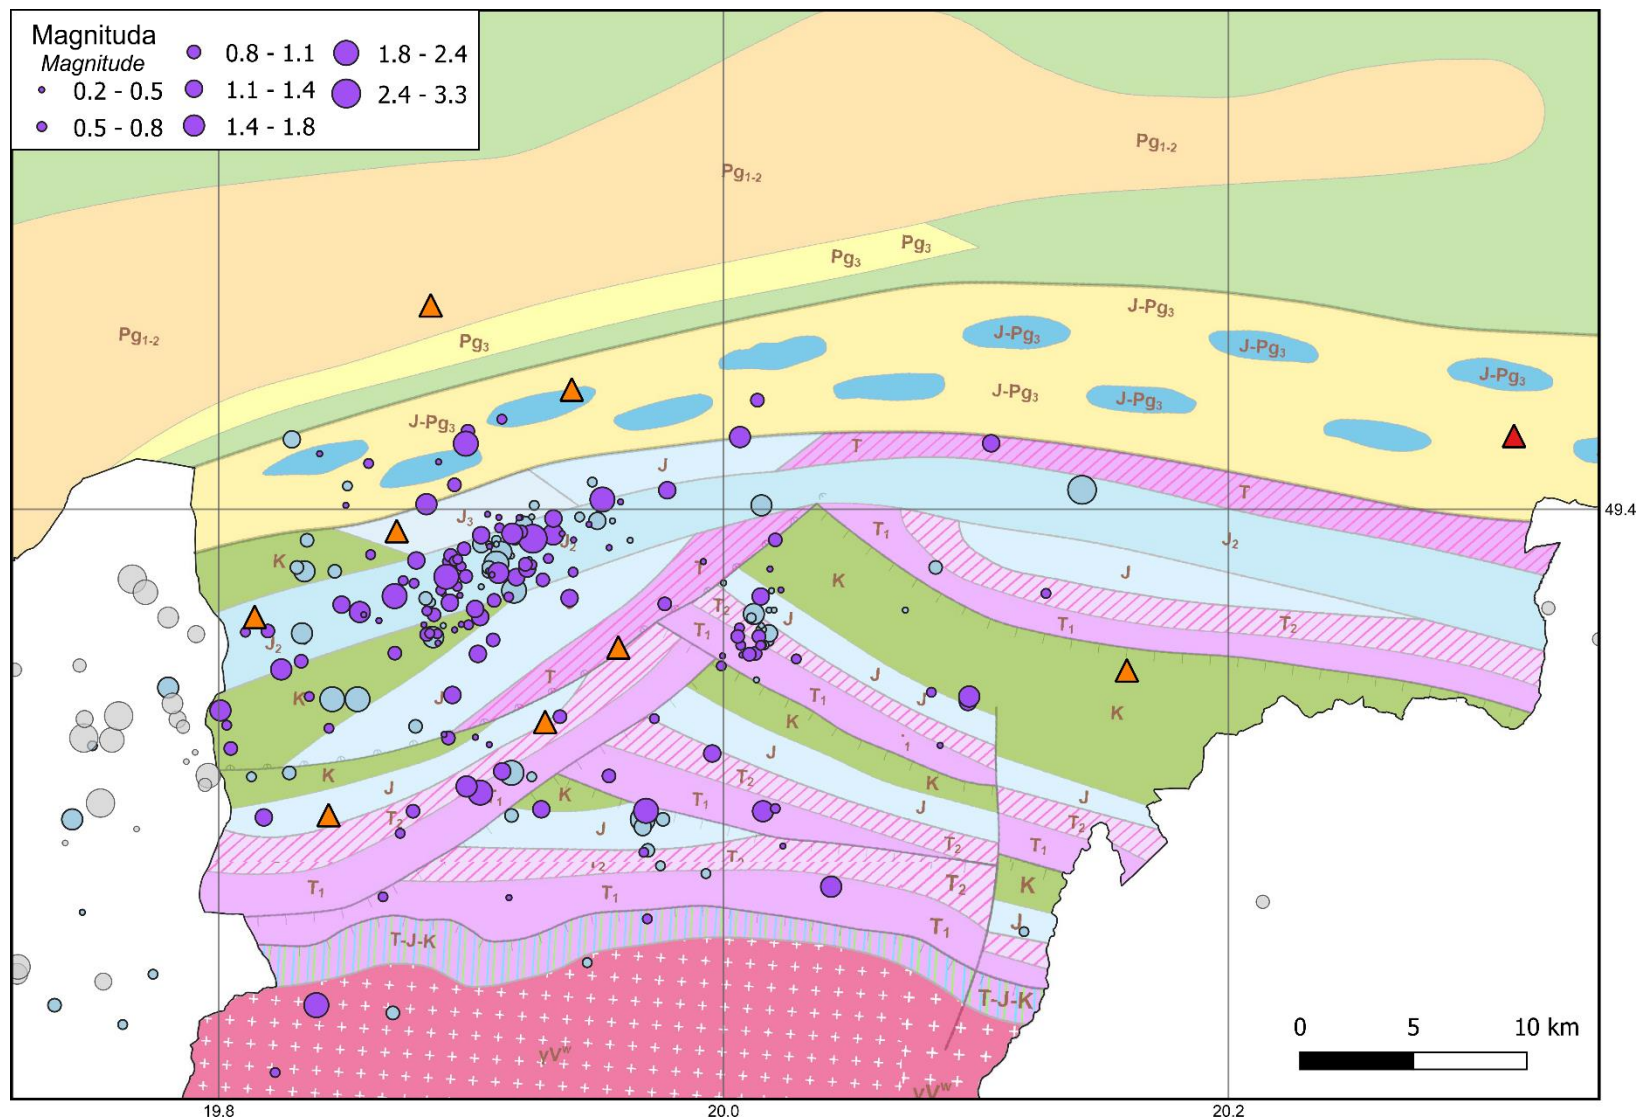 Magnituda
Magnitude
0.2 - 0.5
0.5 - 0.8
0.8 - 1.1
1.1 - 1.4
1.4 - 1.8
1.8 - 2.4
2.4 - 3.3
Pg1-2
Pg1-2
Pg3
Pg3
J-Pg3
Pg1-2
Pg3
J-Pg3
J-Pg3
J-Pg3
J-Pg3
J-Pg3
J-Pg3
T
J
T
J3
49.4
T1
J2
J2
K
T
J
K
T2
J
T1
T1
T2
J2
J
T
K
J
J
T1
K
K
K
J
T2
K
J
K
T1
J
T2
J
T2
J
T2
T1
T2
T1
T2
K
T1
T1
T1
J
T-J-K
T-J-K
γVw
γVw
0 5 10 km
19.8 20.0 20.2